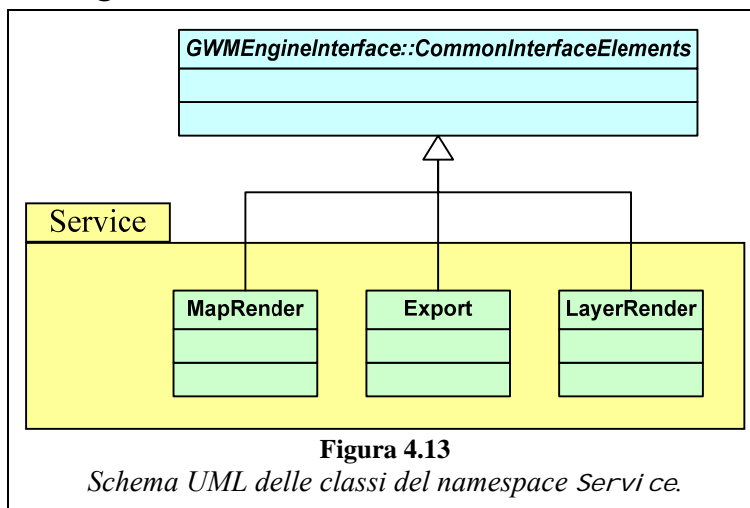 GWMEngineInterface::CommonInterfaceElements
Service
MapRender
Export
LayerRender
Figura 4.13
Schema UML delle classi del namespace Service.